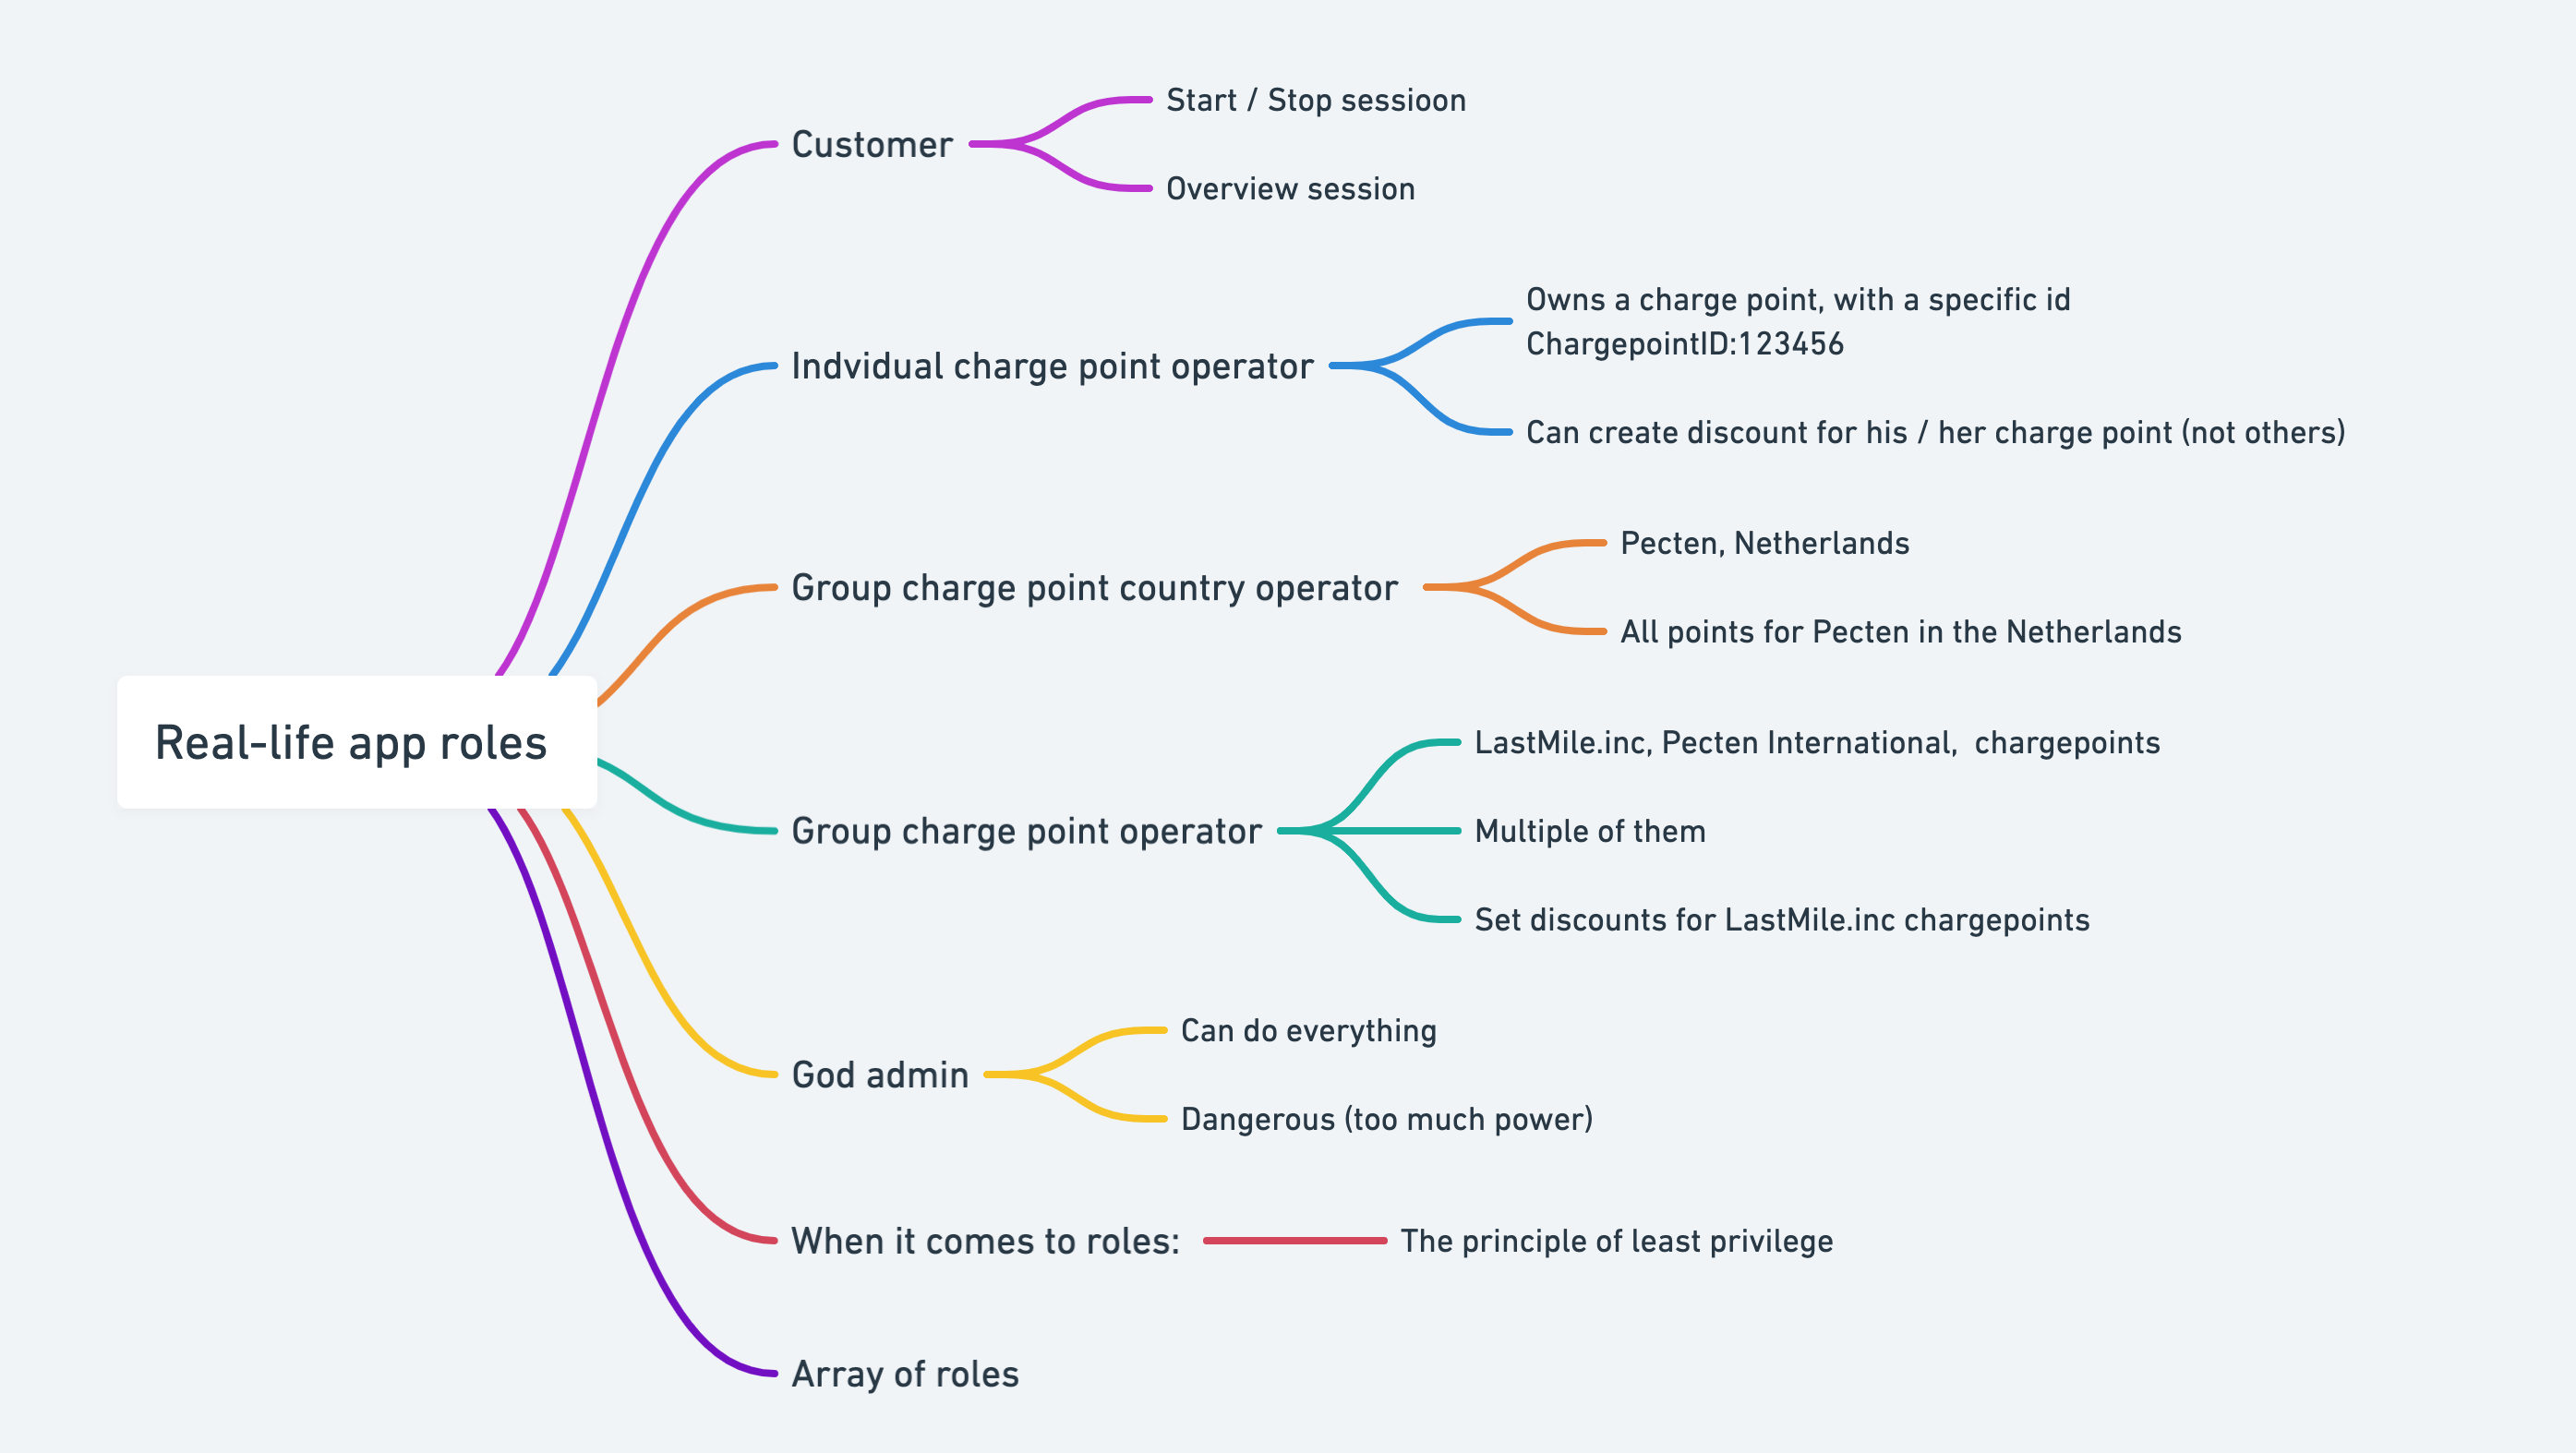 Real-life app roles
Customer
Start / Stop sessioon
Overview session
Indvidual charge point operator
Owns a charge point, with a specific id
ChargepointID:123456
Can create discount for his / her charge point (not others)
Group charge point country operator
Pecten, Netherlands
All points for Pecten in the Netherlands
Group charge point operator
LastMile.inc, Pecten International,  chargepoints
Multiple of them
Set discounts for LastMile.inc chargepoints
God admin
Can do everything
Dangerous (too much power)
When it comes to roles:
The principle of least privilege
Array of roles